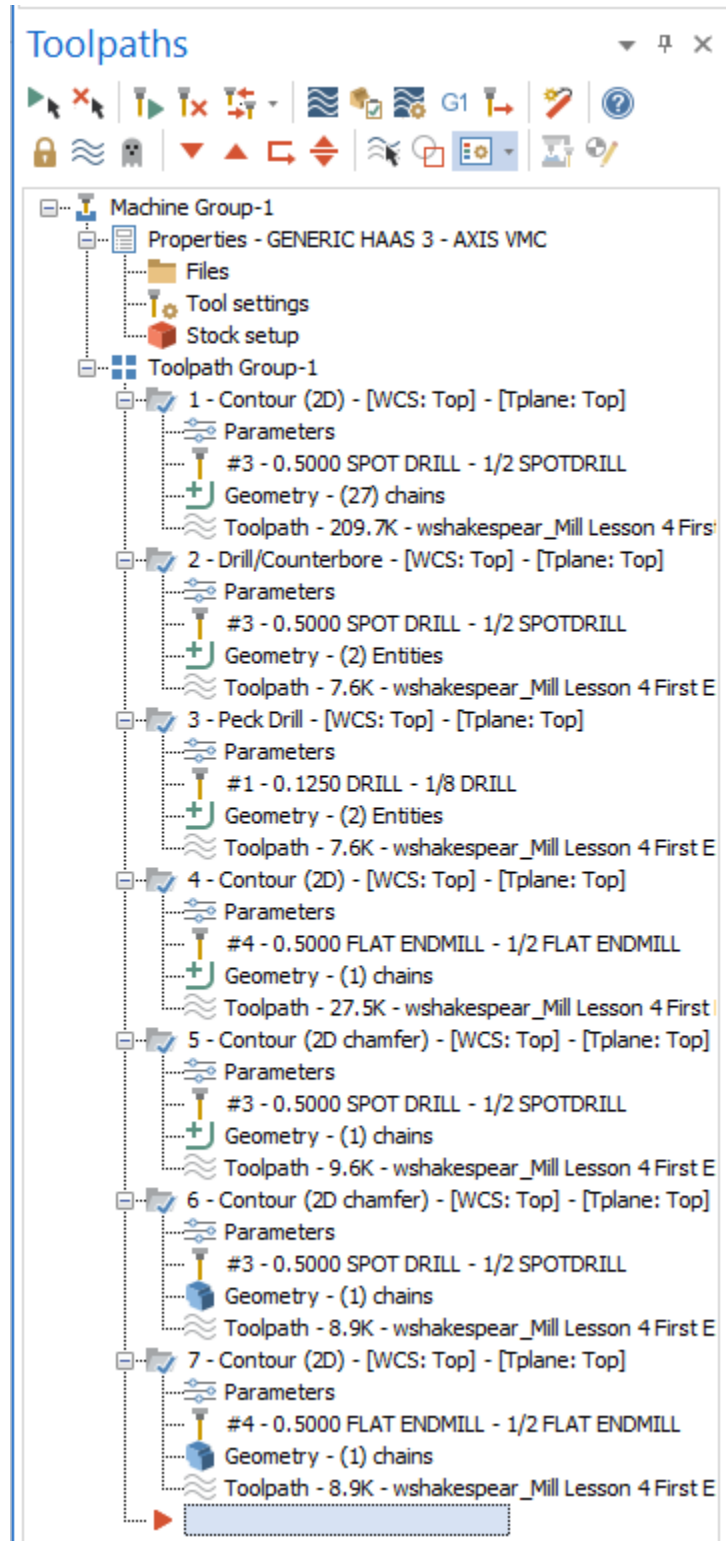 Toolpaths
G1
Machine Group-1
Properties - GENERIC HAAS 3 - AXIS VMC
Files
Tool settings
Stock setup
Toolpath Group-1
1 - Contour (2D) - [WCS: Top] - [Tplane: Top]
Parameters
#3 - 0.5000 SPOT DRILL - 1/2 SPOTDRILL
Geometry - (27) chains
Toolpath - 209.7K - wshakespear_Mill Lesson 4 Firs
2 - Drill/Counterbore - [WCS: Top] - [Tplane: Top]
Parameters
#3 - 0.5000 SPOT DRILL - 1/2 SPOTDRILL
Geometry - (2) Entities
Toolpath - 7.6K - wshakespear_Mill Lesson 4 First E
3 - Peck Drill - [WCS: Top] - [Tplane: Top]
Parameters
#1 - 0.1250 DRILL - 1/8 DRILL
Geometry - (2) Entities
Toolpath - 7.6K - wshakespear_Mill Lesson 4 First E
4 - Contour (2D) - [WCS: Top] - [Tplane: Top]
Parameters
#4 - 0.5000 FLAT ENDMILL - 1/2 FLAT ENDMILL
Geometry - (1) chains
Toolpath - 27.5K - wshakespear_Mill Lesson 4 First
5 - Contour (2D chamfer) - [WCS: Top] - [Tplane: Top]
Parameters
#3 - 0.5000 SPOT DRILL - 1/2 SPOTDRILL
Geometry - (1) chains
Toolpath - 9.6K - wshakespear_Mill Lesson 4 First E
6 - Contour (2D chamfer) - [WCS: Top] - [Tplane: Top]
Parameters
#3 - 0.5000 SPOT DRILL - 1/2 SPOTDRILL
Geometry - (1) chains
Toolpath - 8.9K - wshakespear_Mill Lesson 4 First E
7 - Contour (2D) - [WCS: Top] - [Tplane: Top]
Parameters
#4 - 0.5000 FLAT ENDMILL - 1/2 FLAT ENDMILL
Geometry - (1) chains
Toolpath - 8.9K - wshakespear_Mill Lesson 4 First E